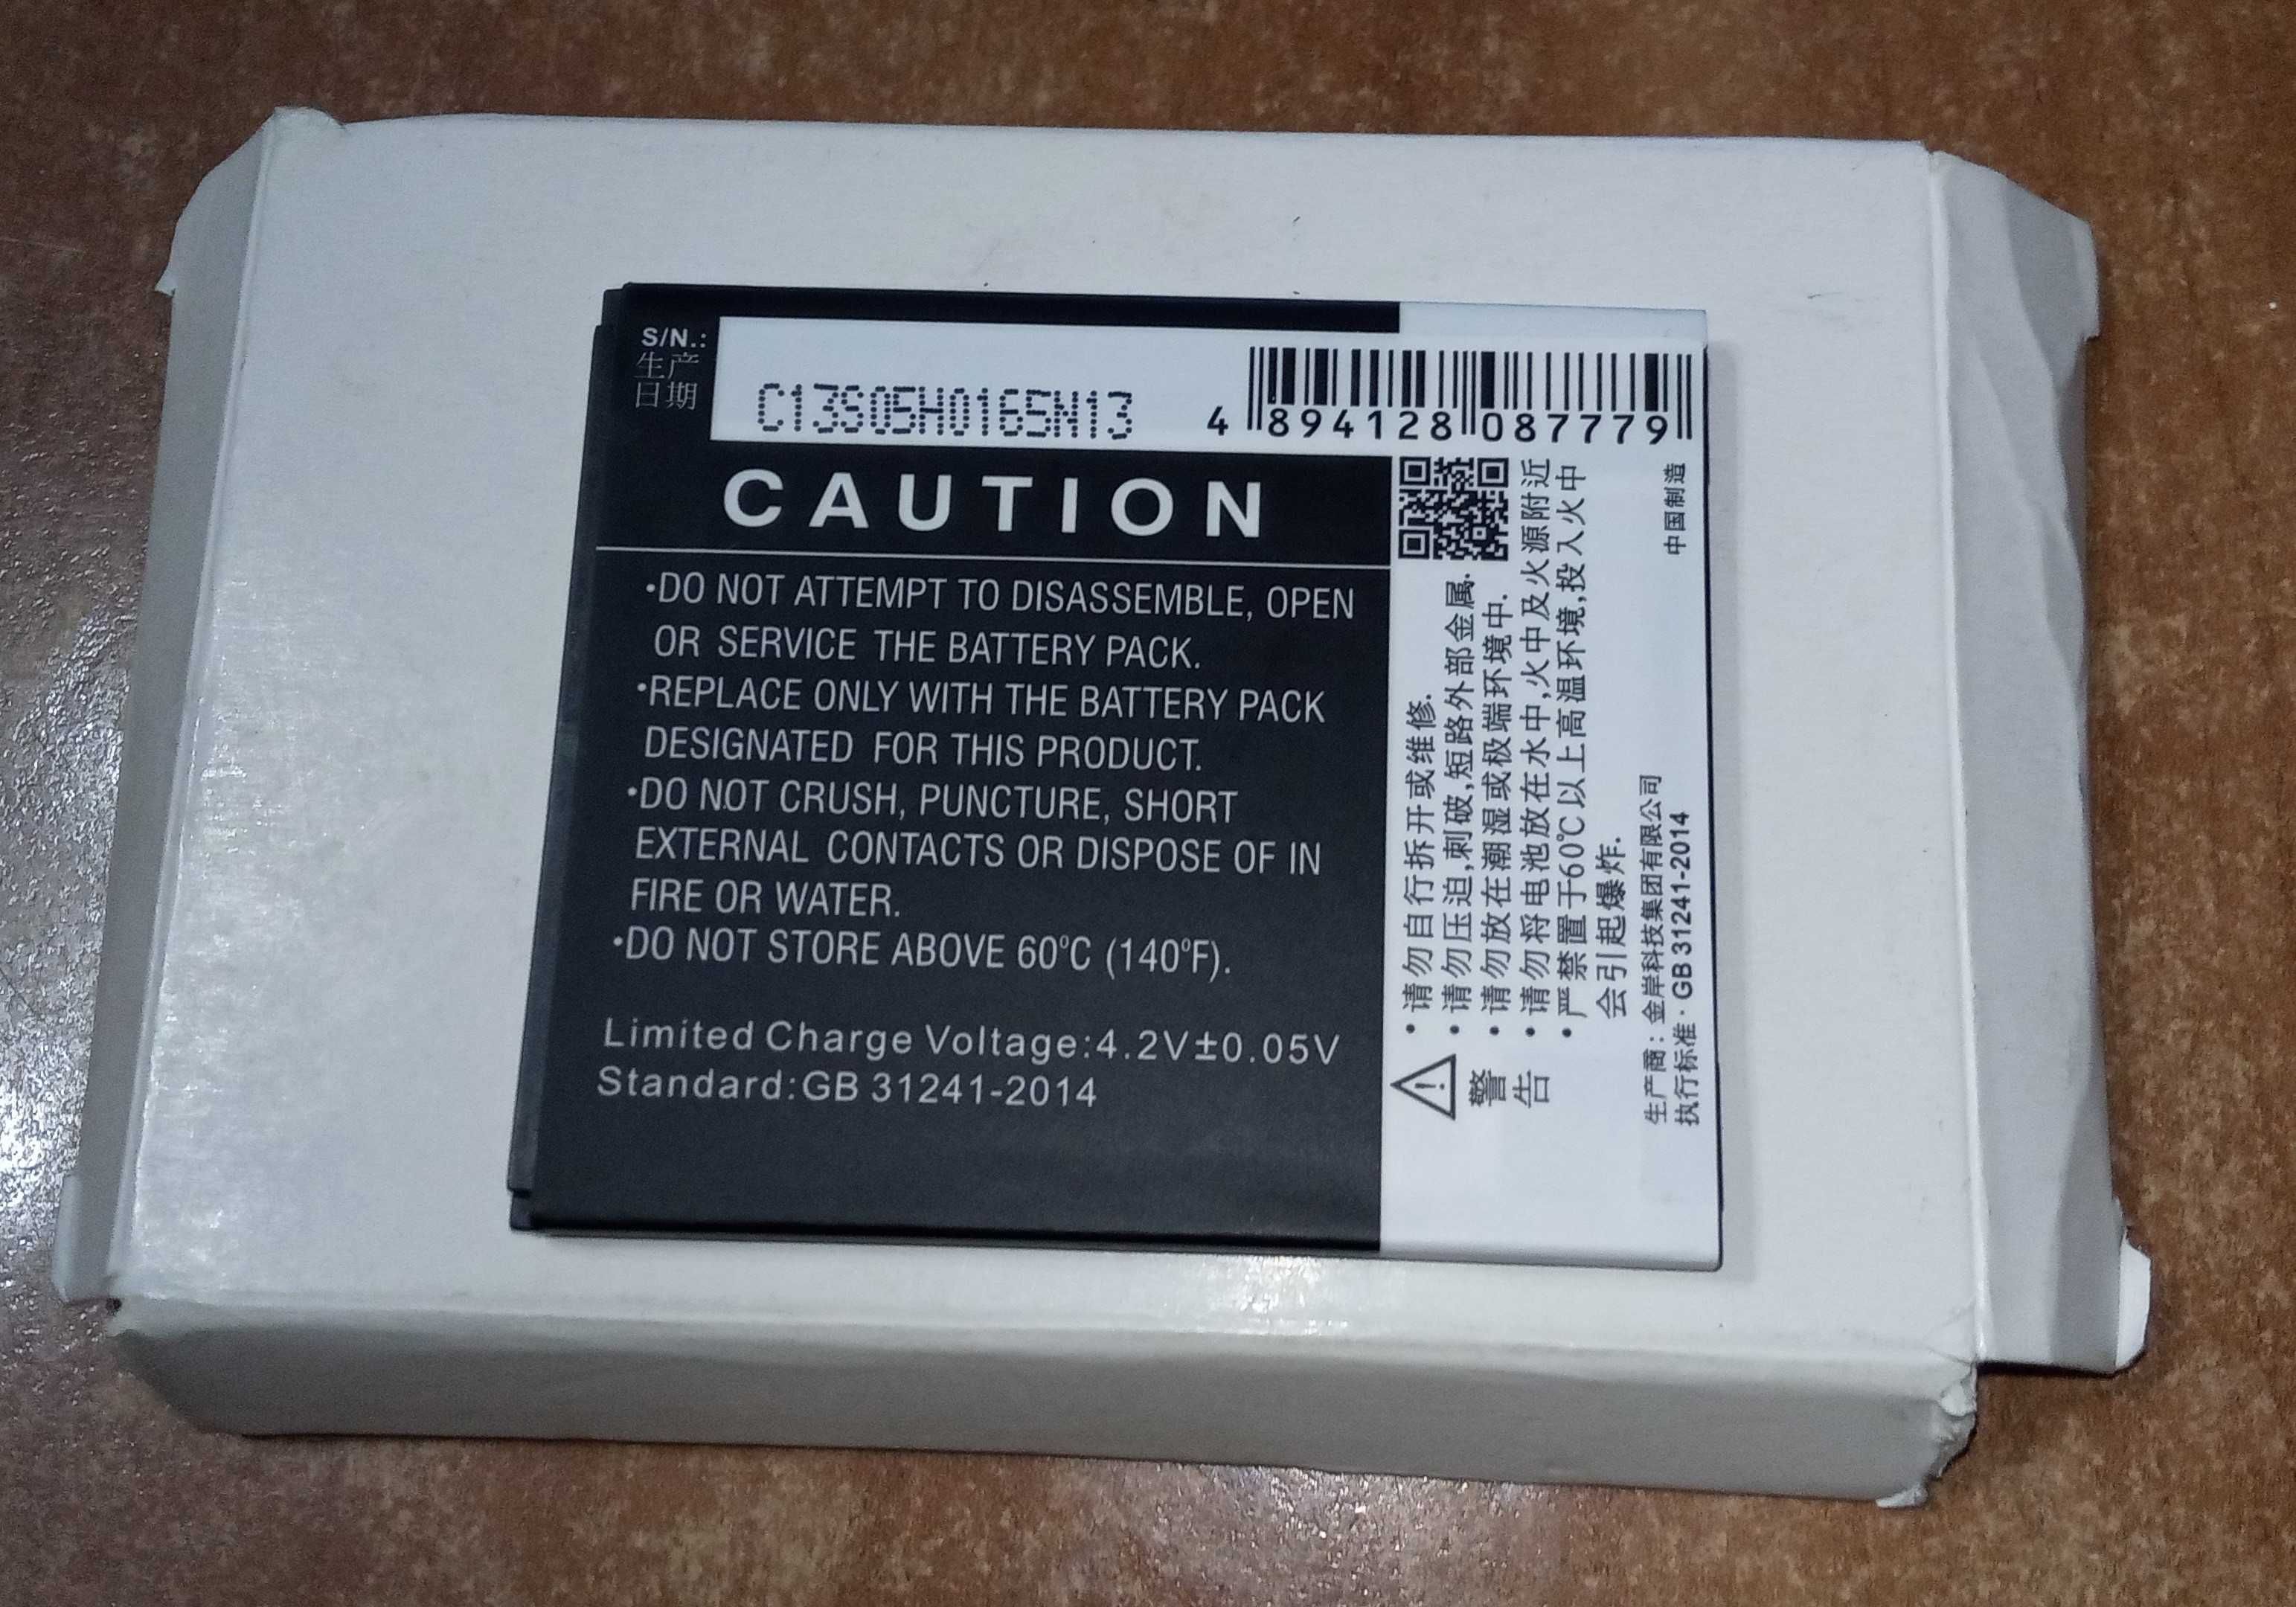 S/N.:
生产
日期
C13S05H0165N13
4 894128 087779
CAUTION
•DO NOT ATTEMPT TO DISASSEMBLE, OPEN
OR SERVICE THE BATTERY PACK.
•REPLACE ONLY WITH THE BATTERY PACK
DESIGNATED FOR THIS PRODUCT.
•DO NOT CRUSH, PUNCTURE, SHORT
EXTERNAL CONTACTS OR DISPOSE OF IN
FIRE OR WATER.
•DO NOT STORE ABOVE 60ºC (140ºF).
Limited Charge Voltage:4.2V±0.05V
Standard:GB 31241-2014
警告
•请勿自行拆开或维修.
•请勿压迫,刺破,短路外部金属.
•请勿放在潮湿或极端环境中.
•请勿将电池放在水中,火中及火源附近
•严禁置于60℃以上高温环境,投入火中
会引起爆炸.
生产商：金岸科技集团有限公司
执行标准·GB 31241-2014
中国制造